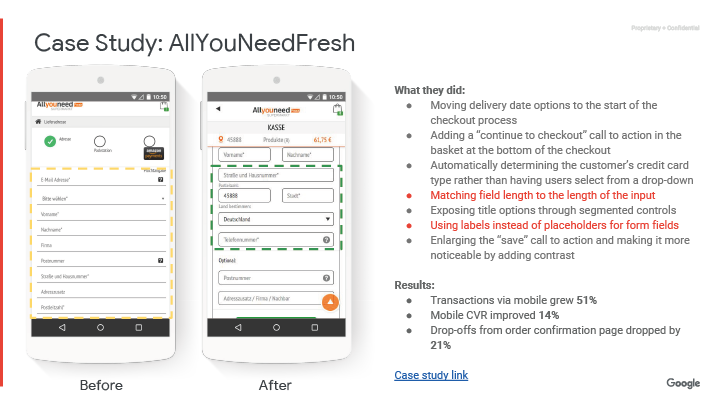 Proprietary + Confidential
Case Study: AllYouNeedFresh
10:50
Allyouneed
Lieferadresse
Adresse
Packstation
amazon
payments
E-Mail Adresse*
Bitte wählen*
Vorname*
Nachname*
Firma
Postnummer
Straße und Hausnummer*
Adresszusatz
Postleitzahl*
Before
10:50
Allyouneed
KASSE
45888
Produkte (8)
61,75 €
Vorname*
Nachname*
Straße und Hausnummer*
45888
Stadt*
Deutschland
Telefonnummer*
Optional:
Postnummer
Adresszusatz / Firma / Nachbar
After
What they did:
● Moving delivery date options to the start of the
checkout process
● Adding a “continue to checkout” call to action in the
basket at the bottom of the checkout
● Automatically determining the customer’s credit card
type rather than having users select from a drop-down
● Matching field length to the length of the input
● Exposing title options through segmented controls
● Using labels instead of placeholders for form fields
● Enlarging the “save” call to action and making it more
noticeable by adding contrast
Results:
● Transactions via mobile grew 51%
● Mobile CVR improved 14%
● Drop-offs from order confirmation page dropped by
21%
Case study link
Google